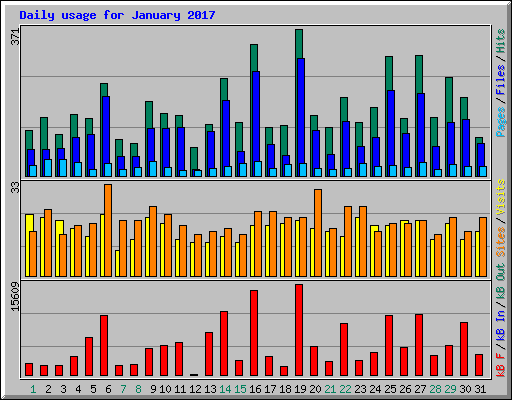 Daily usage for January 2017
371
Pages / Files / Hits
33
Sites / Visits
15609
kB F / kB In / kB Out
1 2 3 4 5 6 7 8 9 10 11 12 13 14 15 16 17 18 19 20 21 22 23 24 25 26 27 28 29 30 31